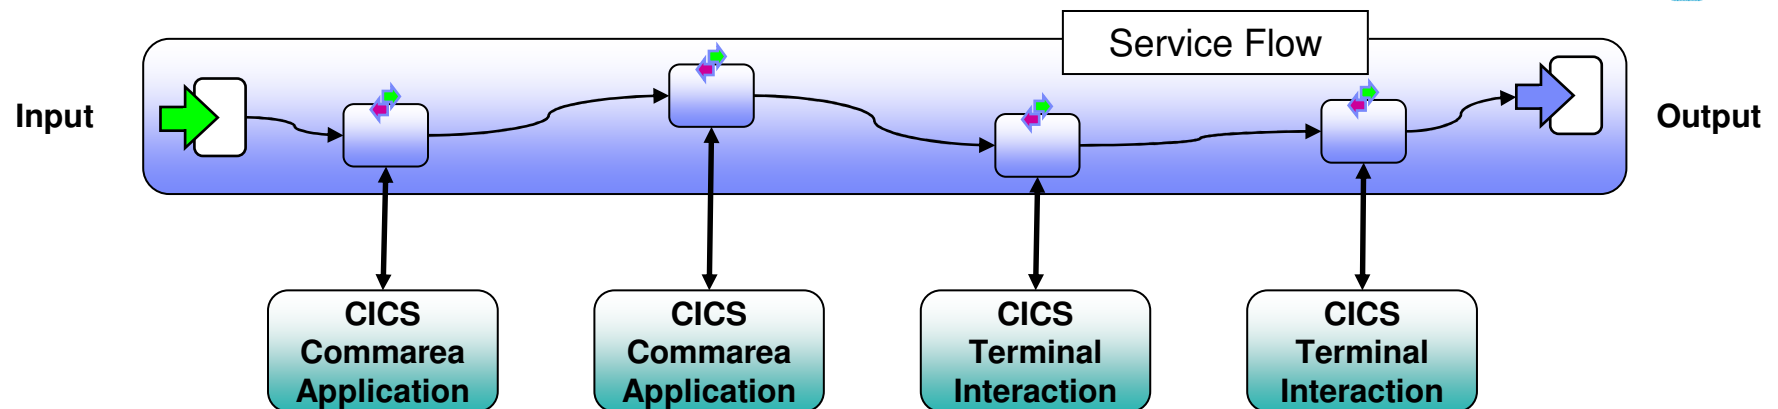 Service Flow
Input
Output
CICS
Commarea
Application
CICS
Commarea
Application
CICS
Terminal
Interaction
CICS
Terminal
Interaction